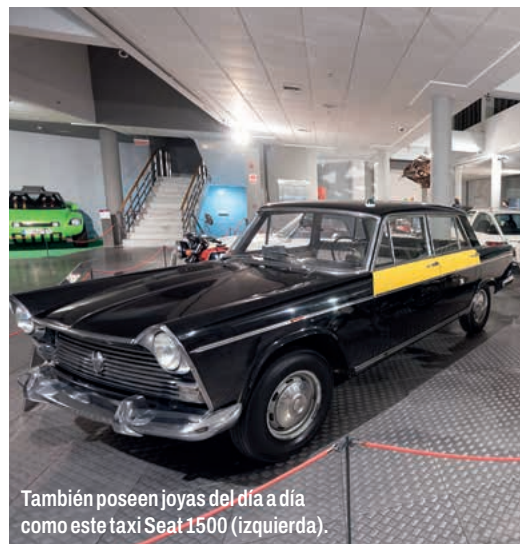 También poseen joyas del día a día
como este taxi Seat 1500 (izquierda).